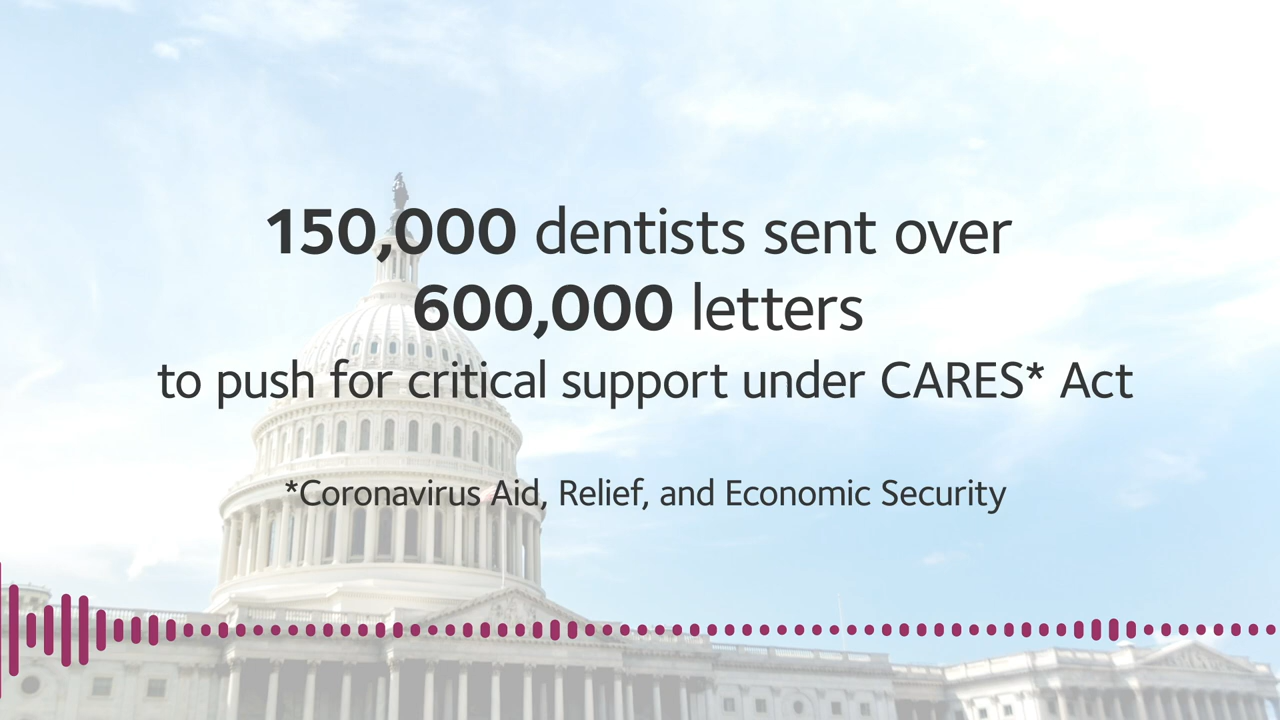 150,000 dentists sent over
600,000 letters
to push for critical support under CARES* Act
*Coronavirus Aid, Relief, and Economic Security